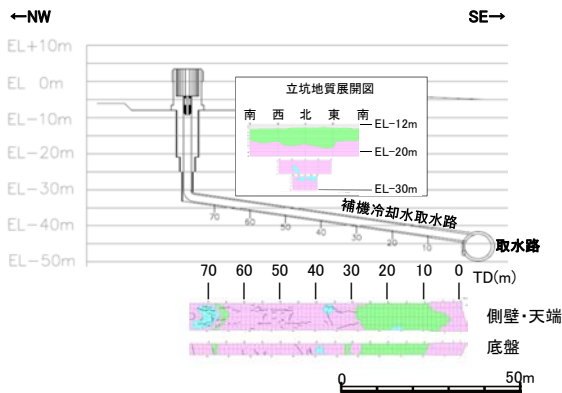 ←NW
SE→
EL+10m
EL 0m
EL-10m
EL-20m
EL-30m
EL-40m
EL-50m
立坑地質展開図
南 西 北 東 南
EL-12m
EL-20m
EL-30m
補機冷却水取水路
取水路
70 60 50 40 30 20 10
70 60 50 40 30 20 10 0 TD(m)
側壁・天端
底盤
0 50m